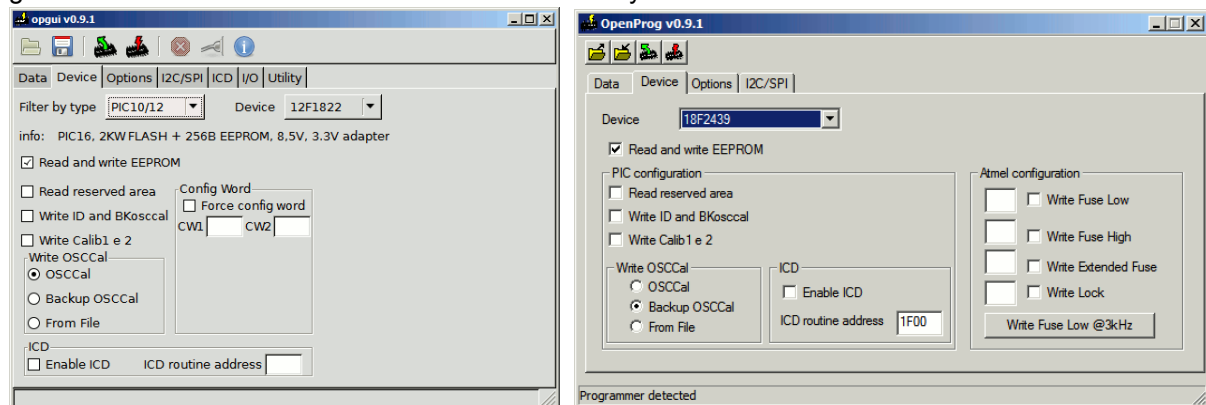 opgui v0.9.1
Data Device Options I2C/SPI ICD I/O Utility
Filter by type PIC10/12 Device 12F1822
info: PIC16, 2KW FLASH + 256B EEPROM, 8,5V, 3.3V adapter
Read and write EEPROM
Read reserved area
Write ID and BKosccal
Write Calib1 e 2
Config Word
Force config word
CW1 CW2
Write OSCCal
OSCCal
Backup OSCCal
From File
ICD
Enable ICD ICD routine address
OpenProg v0.9.1
Data Device Options I2C/SPI
Device 18F2439
Read and write EEPROM
PIC configuration
Read reserved area
Write ID and BKosccal
Write Calib1 e 2
Write OSCCal
OSCCal
Backup OSCCal
From File
ICD
Enable ICD
ICD routine address 1F00
Atmel configuration
Write Fuse Low
Write Fuse High
Write Extended Fuse
Write Lock
Write Fuse Low @3kHz
Programmer detected